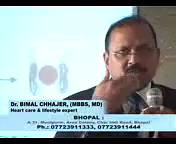 Dr. BIMAL CHHAJER, (MBBS, MD)
Heart care & lifestyle expert
BHOPAL :
Ph.: 07723911333, 07723911444